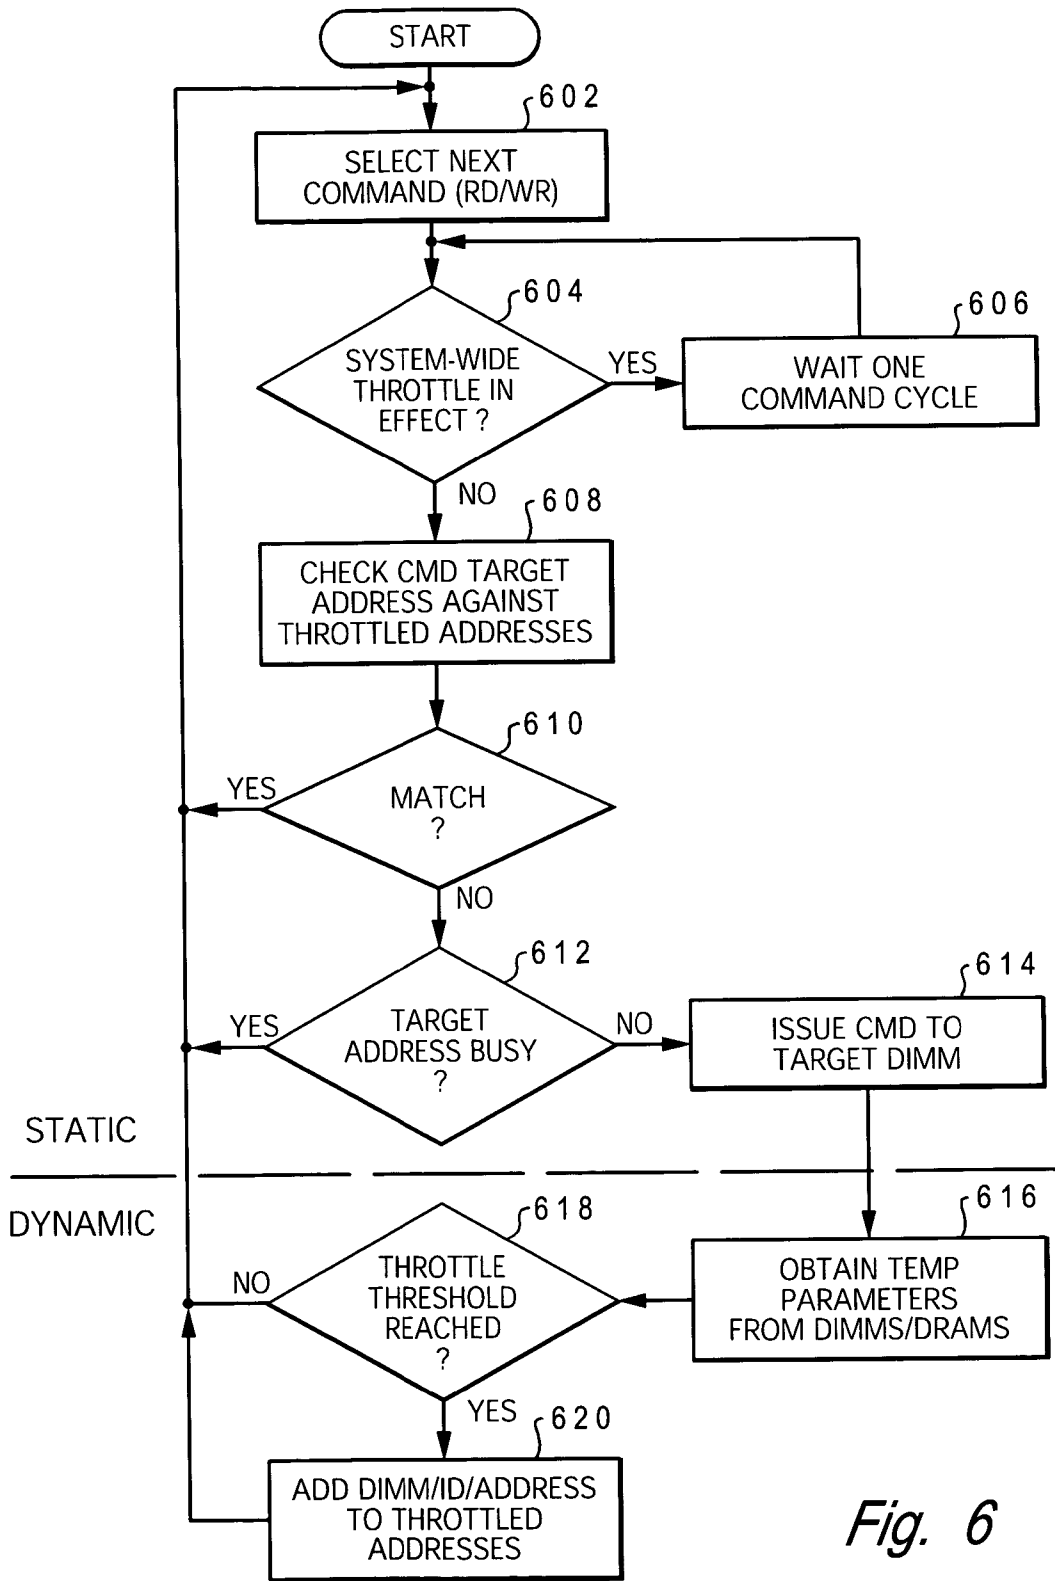 START
602
SELECT NEXT
COMMAND (RD/WR)
604
SYSTEM-WIDE
THROTTLE IN
EFFECT ?
YES
606
WAIT ONE
COMMAND CYCLE
NO
608
CHECK CMD TARGET
ADDRESS AGAINST
THROTTLED ADDRESSES
610
YES
MATCH
?
NO
612
YES
TARGET
ADDRESS BUSY
?
NO
614
ISSUE CMD TO
TARGET DIMM
STATIC
DYNAMIC
616
OBTAIN TEMP
PARAMETERS
FROM DIMMS/DRAMS
618
NO
THROTTLE
THRESHOLD
REACHED
?
YES
620
ADD DIMM/ID/ADDRESS
TO THROTTLED
ADDRESSES
Fig. 6